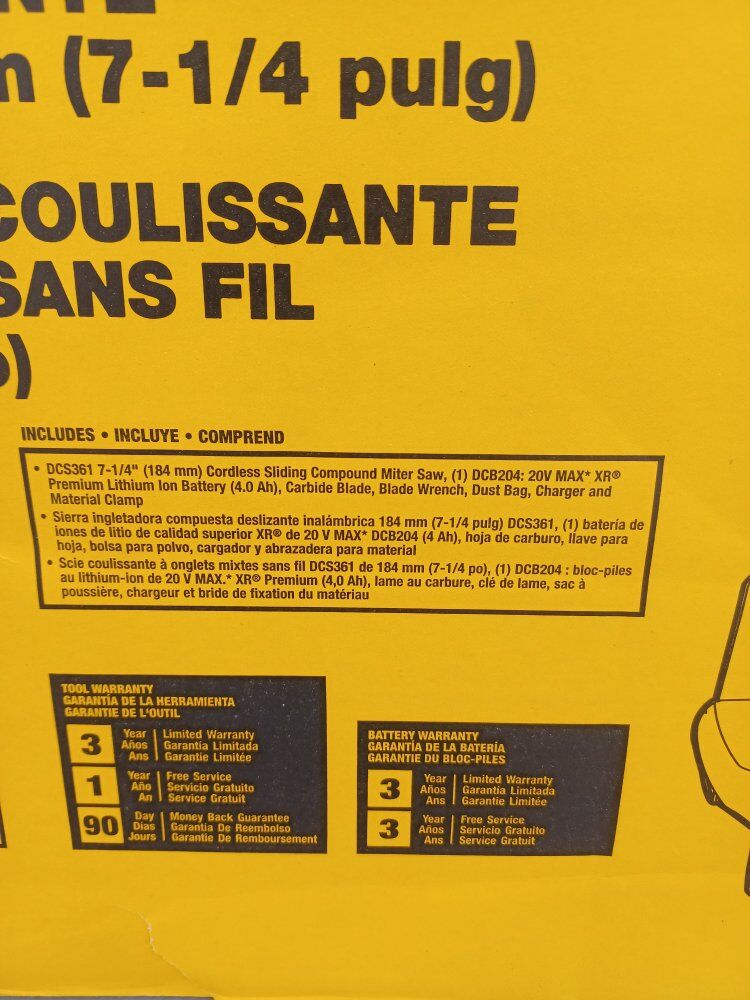 (7-1/4 pulg)
COULISSANTE
SANS FIL
INCLUDES • INCLUYE • COMPREND
• DCS361 7-1/4" (184 mm) Cordless Sliding Compound Miter Saw, (1) DCB204: 20V MAX* XR®
Premium Lithium Ion Battery (4.0 Ah), Carbide Blade, Blade Wrench, Dust Bag, Charger and
Material Clamp
• Sierra ingletadora compuesta deslizante inalámbrica 184 mm (7-1/4 pulg) DCS361, (1) batería de
iones de litio de calidad superior XR® de 20 V MAX* DCB204 (4 Ah), hoja de carburo, llave para
hoja, bolsa para polvo, cargador y abrazadera para material
• Scie coulissante à onglets mixtes sans fil DCS361 de 184 mm (7-1/4 po), (1) DCB204 : bloc-piles
au lithium-ion de 20 V MAX.* XR® Premium (4,0 Ah), lame au carbure, clé de lame, sac à
poussière, chargeur et bride de fixation du matériau
TOOL WARRANTY
GARANTÍA DE LA HERRAMIENTA
GARANTIE DE L'OUTIL
3
Year | Limited Warranty
Años | Garantía Limitada
Ans | Garantie Limitée
1
Year | Free Service
Año | Servicio Gratuito
An | Service Gratuit
90
Day | Money Back Guarantee
Dias | Garantia De Reembolso
Jours | Garantie De Remboursement
BATTERY WARRANTY
GARANTÍA DE LA BATERÍA
GARANTIE DU BLOC-PILES
3
Year | Limited Warranty
Años | Garantía Limitada
Ans | Garantie Limitée
3
Year | Free Service
Años | Servicio Gratuito
Ans | Service Gratuit